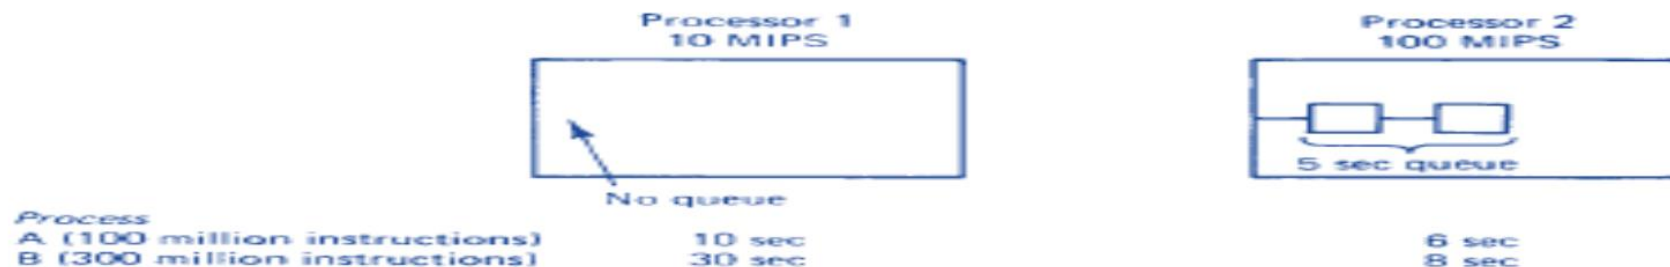 Processor 1
10 MIPS
Processor 2
100 MIPS
5 sec queue
No queue
Process
A (100 million instructions) 10 sec 6 sec
B (300 million instructions) 30 sec 8 sec